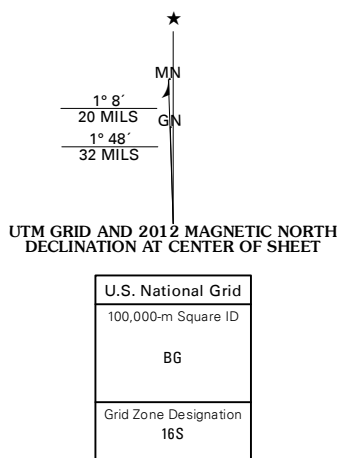 ★
MN
1° 8´
20 MILS
GN
1° 48´
32 MILS
UTM GRID AND 2012 MAGNETIC NORTH
DECLINATION AT CENTER OF SHEET
U.S. National Grid
100,000-m Square ID
BG
Grid Zone Designation
16S